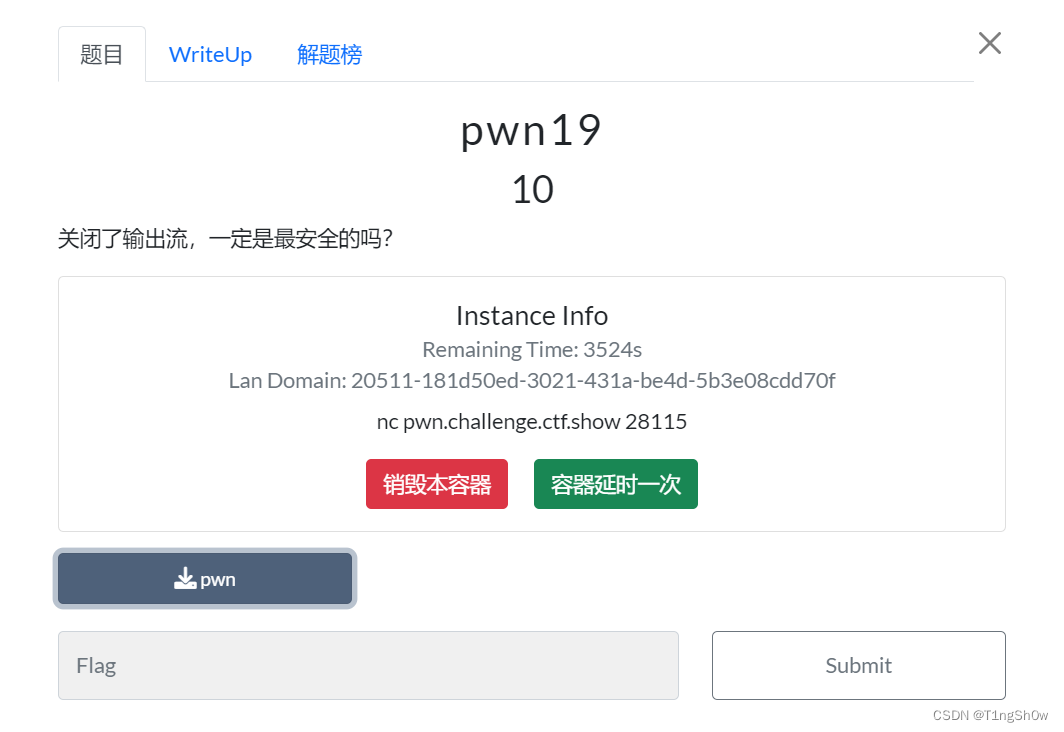 题目 WriteUp 解题榜
pwn19
10
关闭了输出流，一定是最安全的吗？
Instance Info
Remaining Time: 3524s
Lan Domain: 20511-181d50ed-3021-431a-be4d-5b3e08cdd70f
nc pwn.challenge.ctf.show 28115
销毁本容器 容器延时一次
pwn
Flag Submit
CSDN @T1ngSh0w